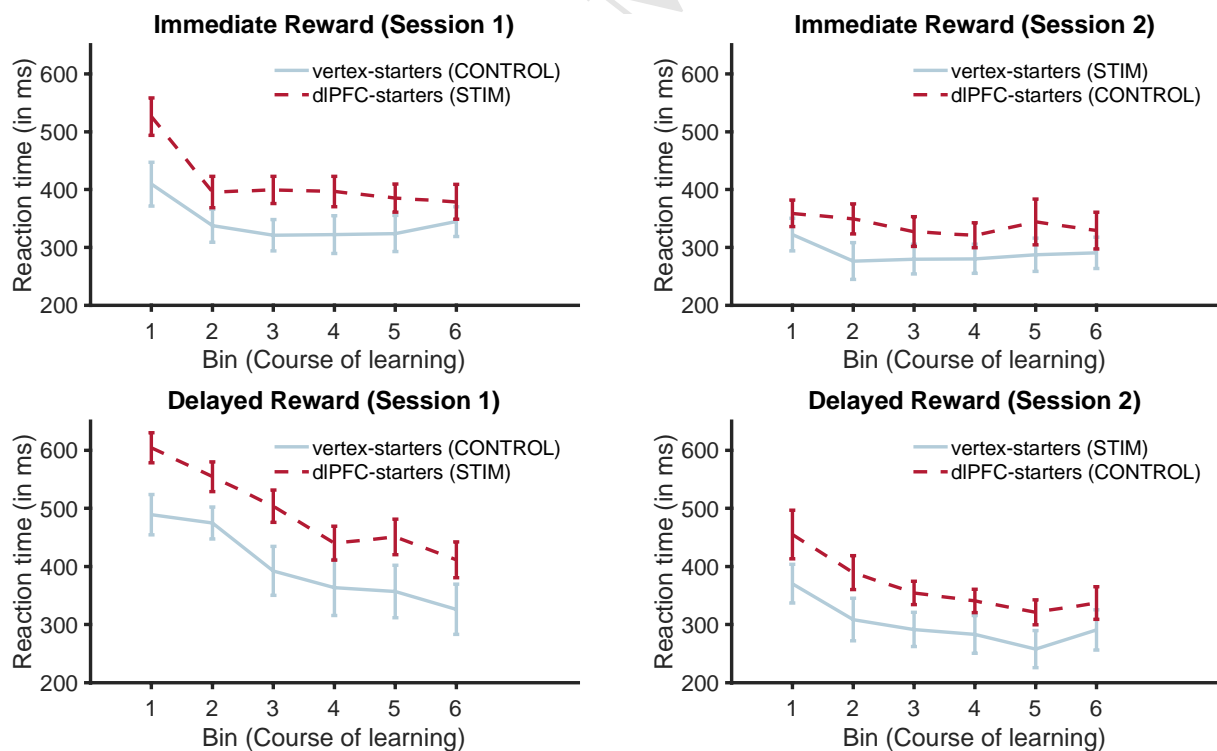 Immediate Reward (Session 1)
Reaction time (in ms)
600
500
400
300
200
vertex-starters (CONTROL)
dlPFC-starters (STIM)
1 2 3 4 5 6
Bin (Course of learning)
Immediate Reward (Session 2)
Reaction time (in ms)
600
500
400
300
200
vertex-starters (STIM)
dlPFC-starters (CONTROL)
1 2 3 4 5 6
Bin (Course of learning)
Delayed Reward (Session 1)
Reaction time (in ms)
600
500
400
300
200
vertex-starters (CONTROL)
dlPFC-starters (STIM)
1 2 3 4 5 6
Bin (Course of learning)
Delayed Reward (Session 2)
Reaction time (in ms)
600
500
400
300
200
vertex-starters (STIM)
dlPFC-starters (CONTROL)
1 2 3 4 5 6
Bin (Course of learning)